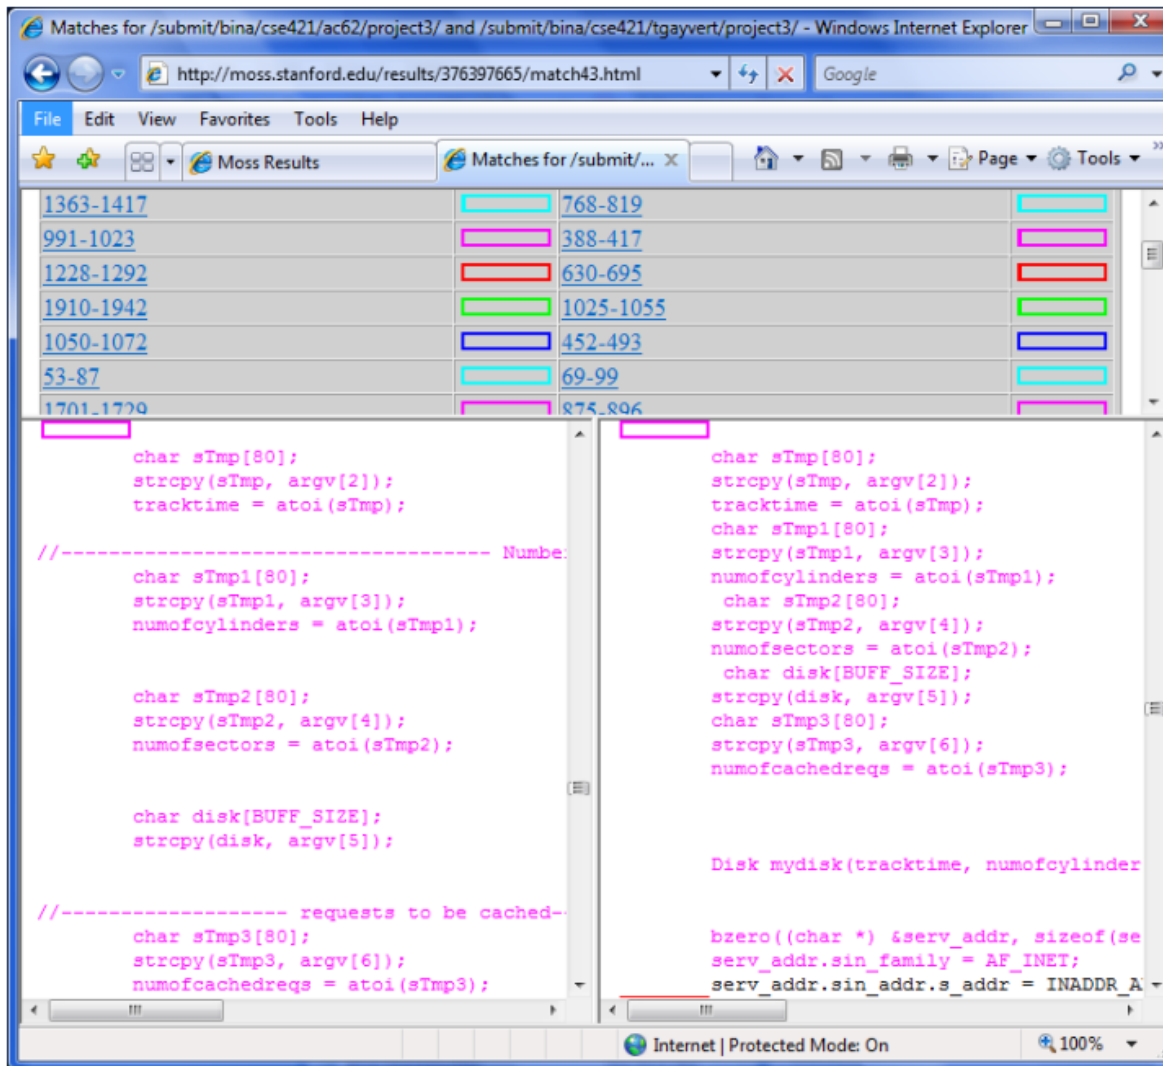 Matches for /submit/bina/cse421/ac62/project3/ and /submit/bina/cse421/tgayvert/project3/ - Windows Internet Explorer
http://moss.stanford.edu/results/376397665/match43.html
Google
File Edit View Favorites Tools Help
Moss Results
Matches for /submit/...
Page
Tools
1363-1417 768-819
991-1023 388-417
1228-1292 630-695
1910-1942 1025-1055
1050-1072 452-493
53-87 69-99
1701-1729 875-896
char sTmp[80];
strcpy(sTmp, argv[2]);
tracktime = atoi(sTmp);
//----------------------------------- Number
char sTmp1[80];
strcpy(sTmp1, argv[3]);
numofcylinders = atoi(sTmp1);
char sTmp2[80];
strcpy(sTmp2, argv[4]);
numofsectors = atoi(sTmp2);
char disk[BUFF_SIZE];
strcpy(disk, argv[5]);
//------------------- requests to be cached-
char sTmp3[80];
strcpy(sTmp3, argv[6]);
numofcachedreqs = atoi(sTmp3);
char sTmp[80];
strcpy(sTmp, argv[2]);
tracktime = atoi(sTmp);
char sTmp1[80];
strcpy(sTmp1, argv[3]);
numofcylinders = atoi(sTmp1);
char sTmp2[80];
strcpy(sTmp2, argv[4]);
numofsectors = atoi(sTmp2);
char disk[BUFF_SIZE];
strcpy(disk, argv[5]);
char sTmp3[80];
strcpy(sTmp3, argv[6]);
numofcachedreqs = atoi(sTmp3);
Disk mydisk(tracktime, numofcylinder
bzero((char *) &serv_addr, sizeof(se
serv_addr.sin_family = AF_INET;
serv_addr.sin_addr.s_addr = INADDR_A
Internet | Protected Mode: On
100%